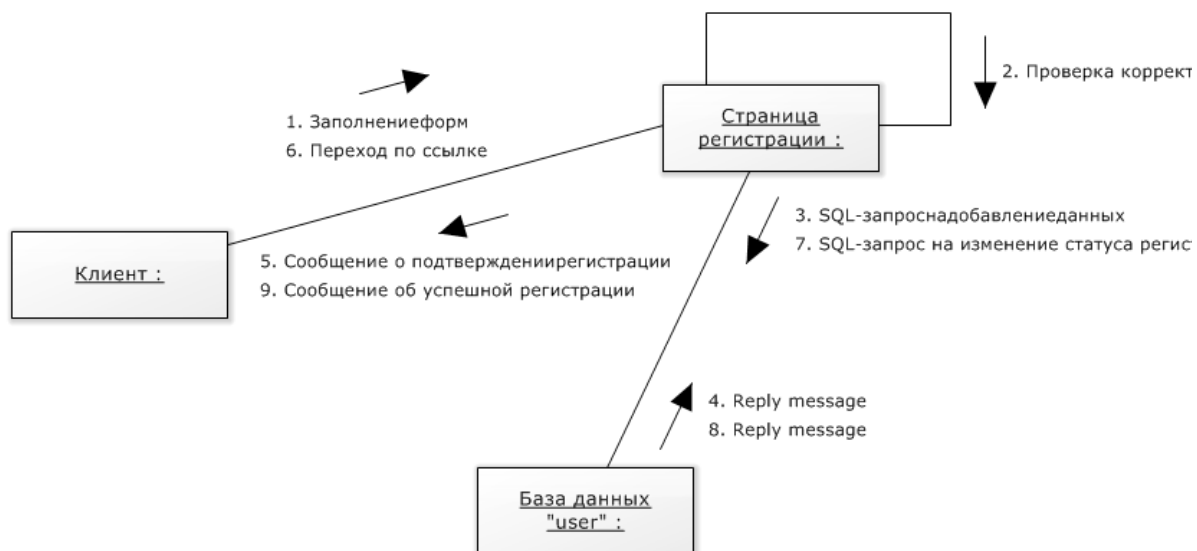 2. Проверка коррект
Страница
регистрации :
1. Заполнениеформ
6. Переход по ссылке
3. SQL-запроснадобавлениеданных
7. SQL-запрос на изменение статуса регист
Клиент :
5. Сообщение о подтверждениирегистрации
9. Сообщение об успешной регистрации
4. Reply message
8. Reply message
База данных
"user" :